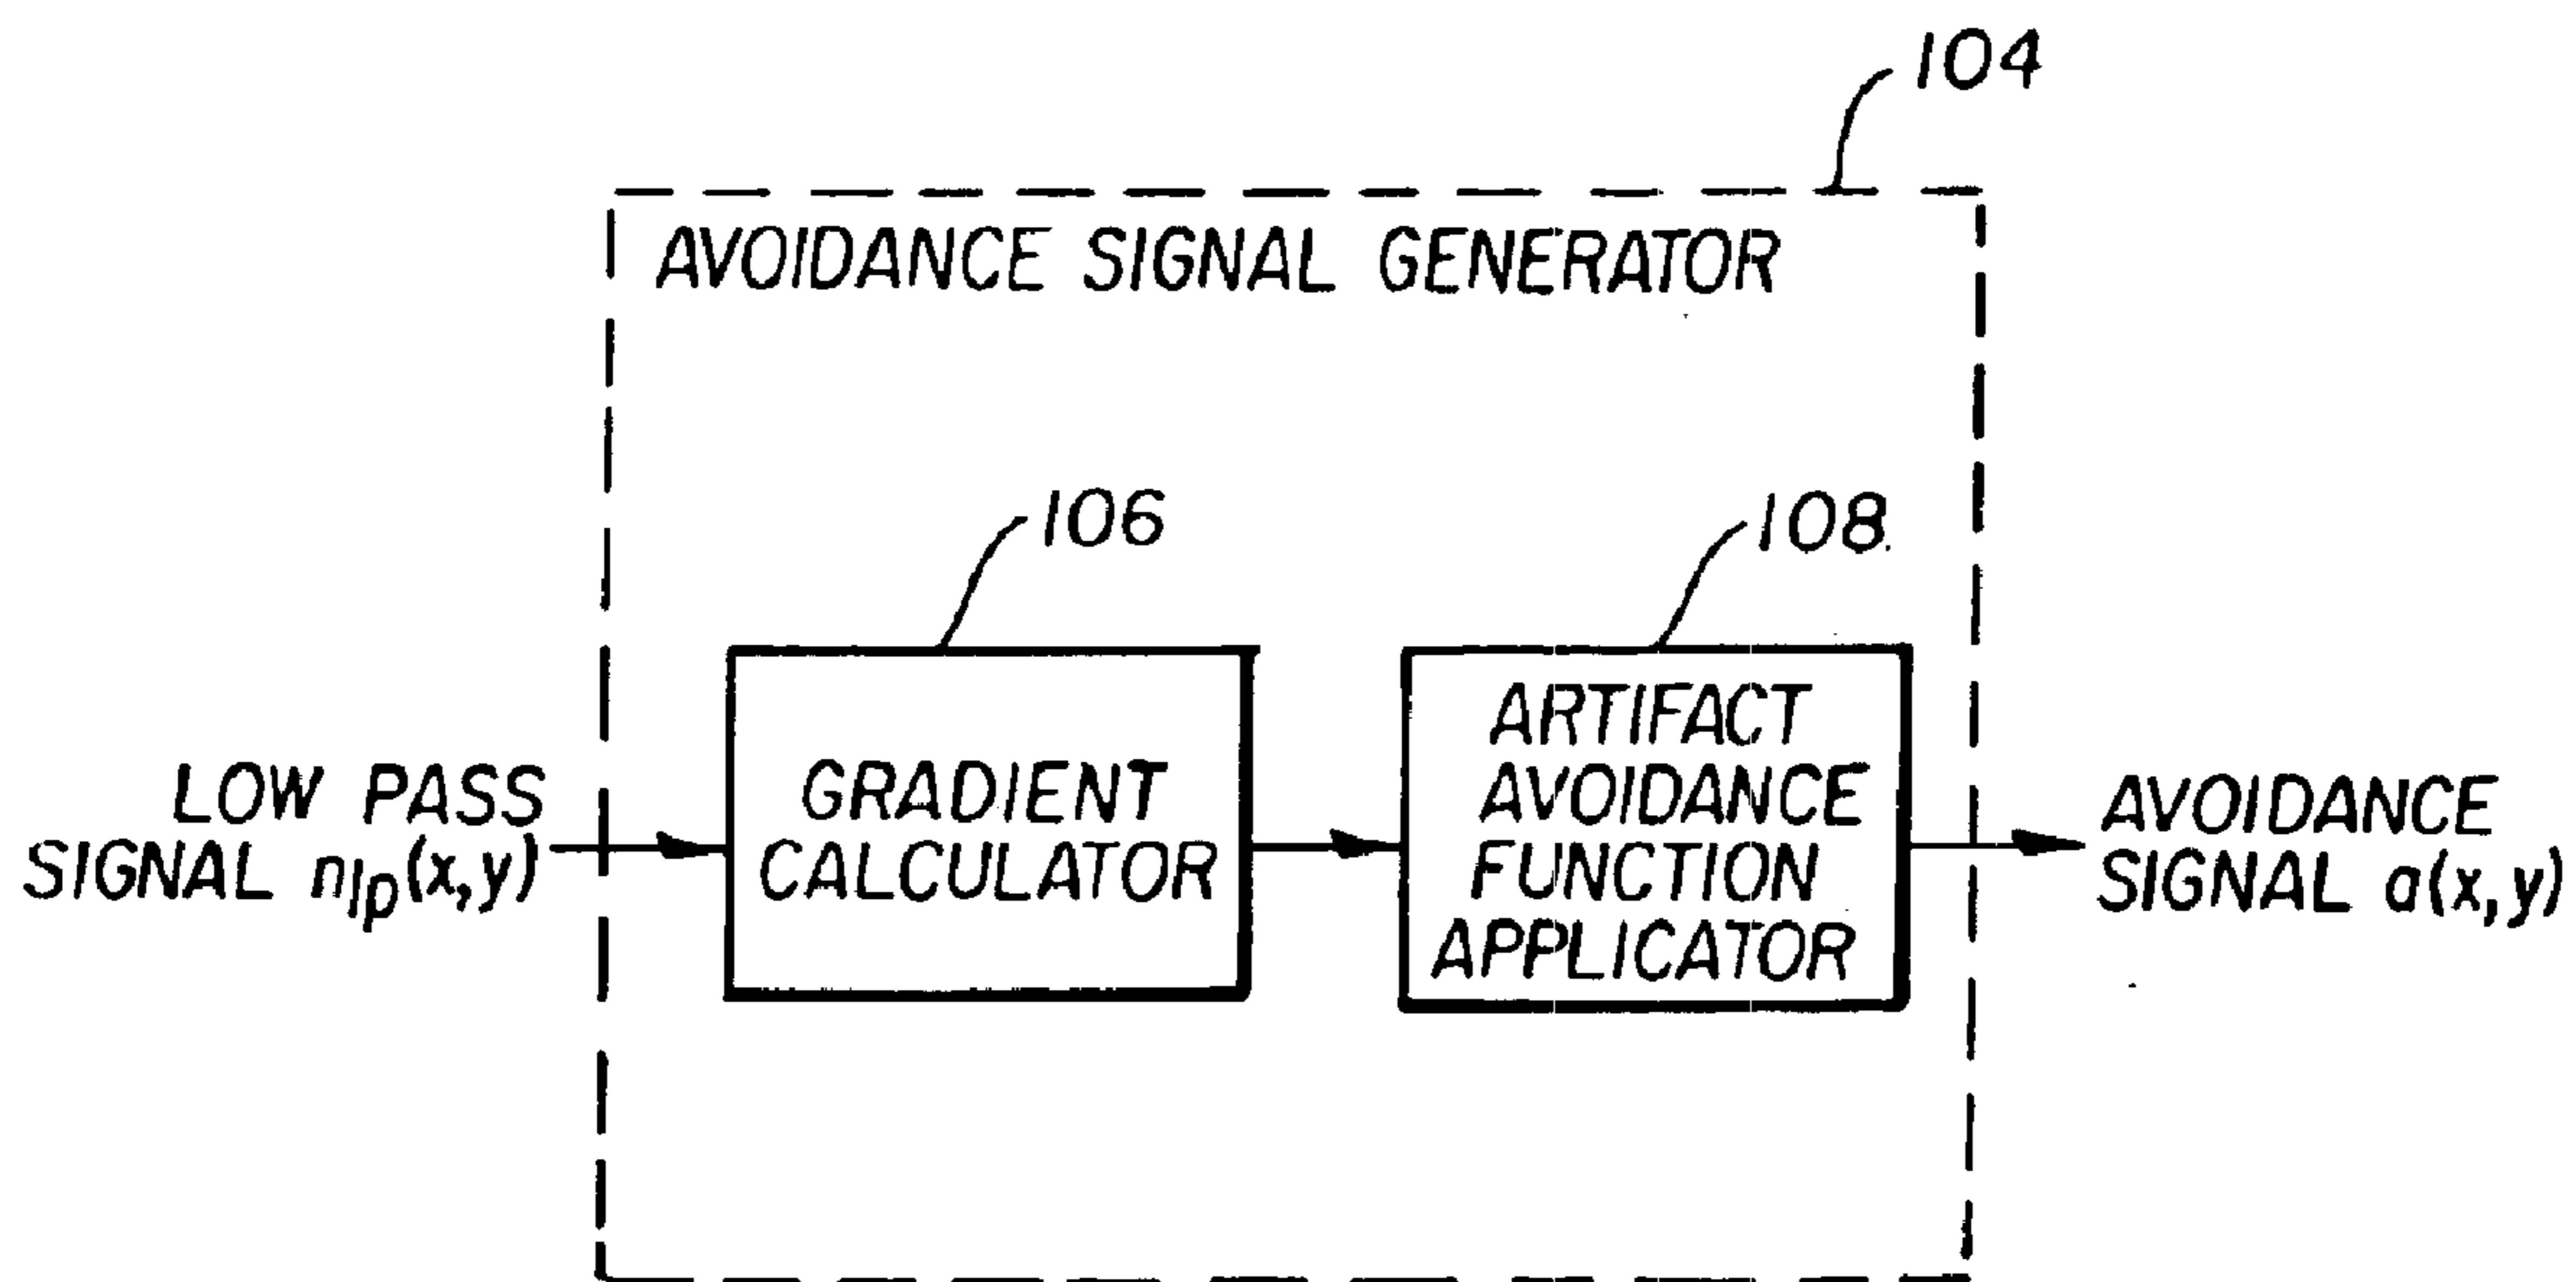 104
AVOIDANCE SIGNAL GENERATOR
106
108
LOW PASS
SIGNAL nlp(x,y)
GRADIENT
CALCULATOR
ARTIFACT
AVOIDANCE
FUNCTION
APPLICATOR
AVOIDANCE
SIGNAL a(x,y)